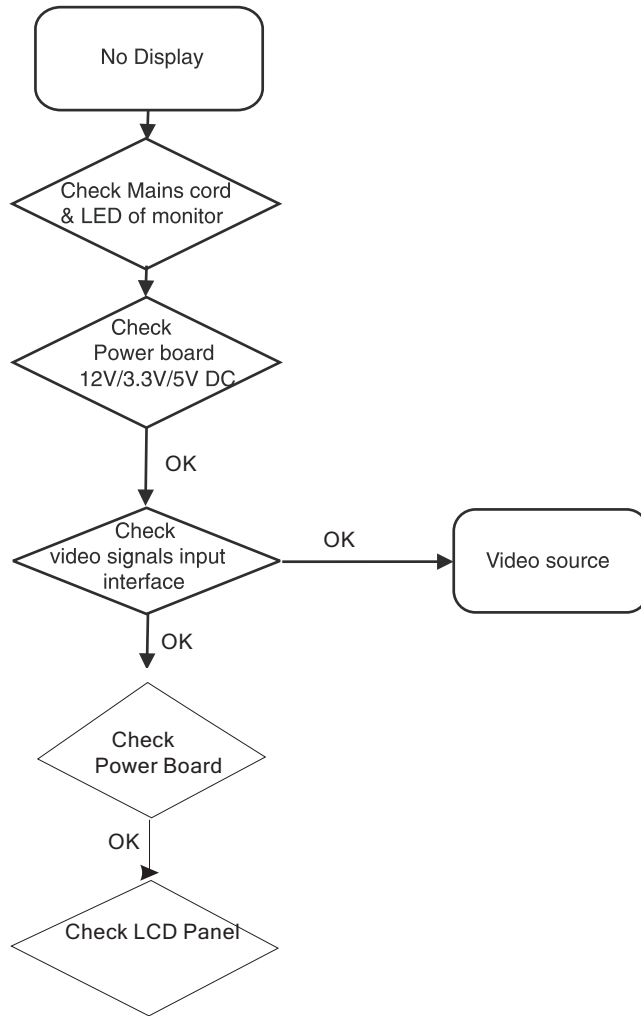 No Display
Check Mains cord
& LED of monitor
Check
Power board
12V/3.3V/5V DC
OK
Check
video signals input
interface
OK
Video source
OK
Check
Power Board
OK
Check LCD Panel